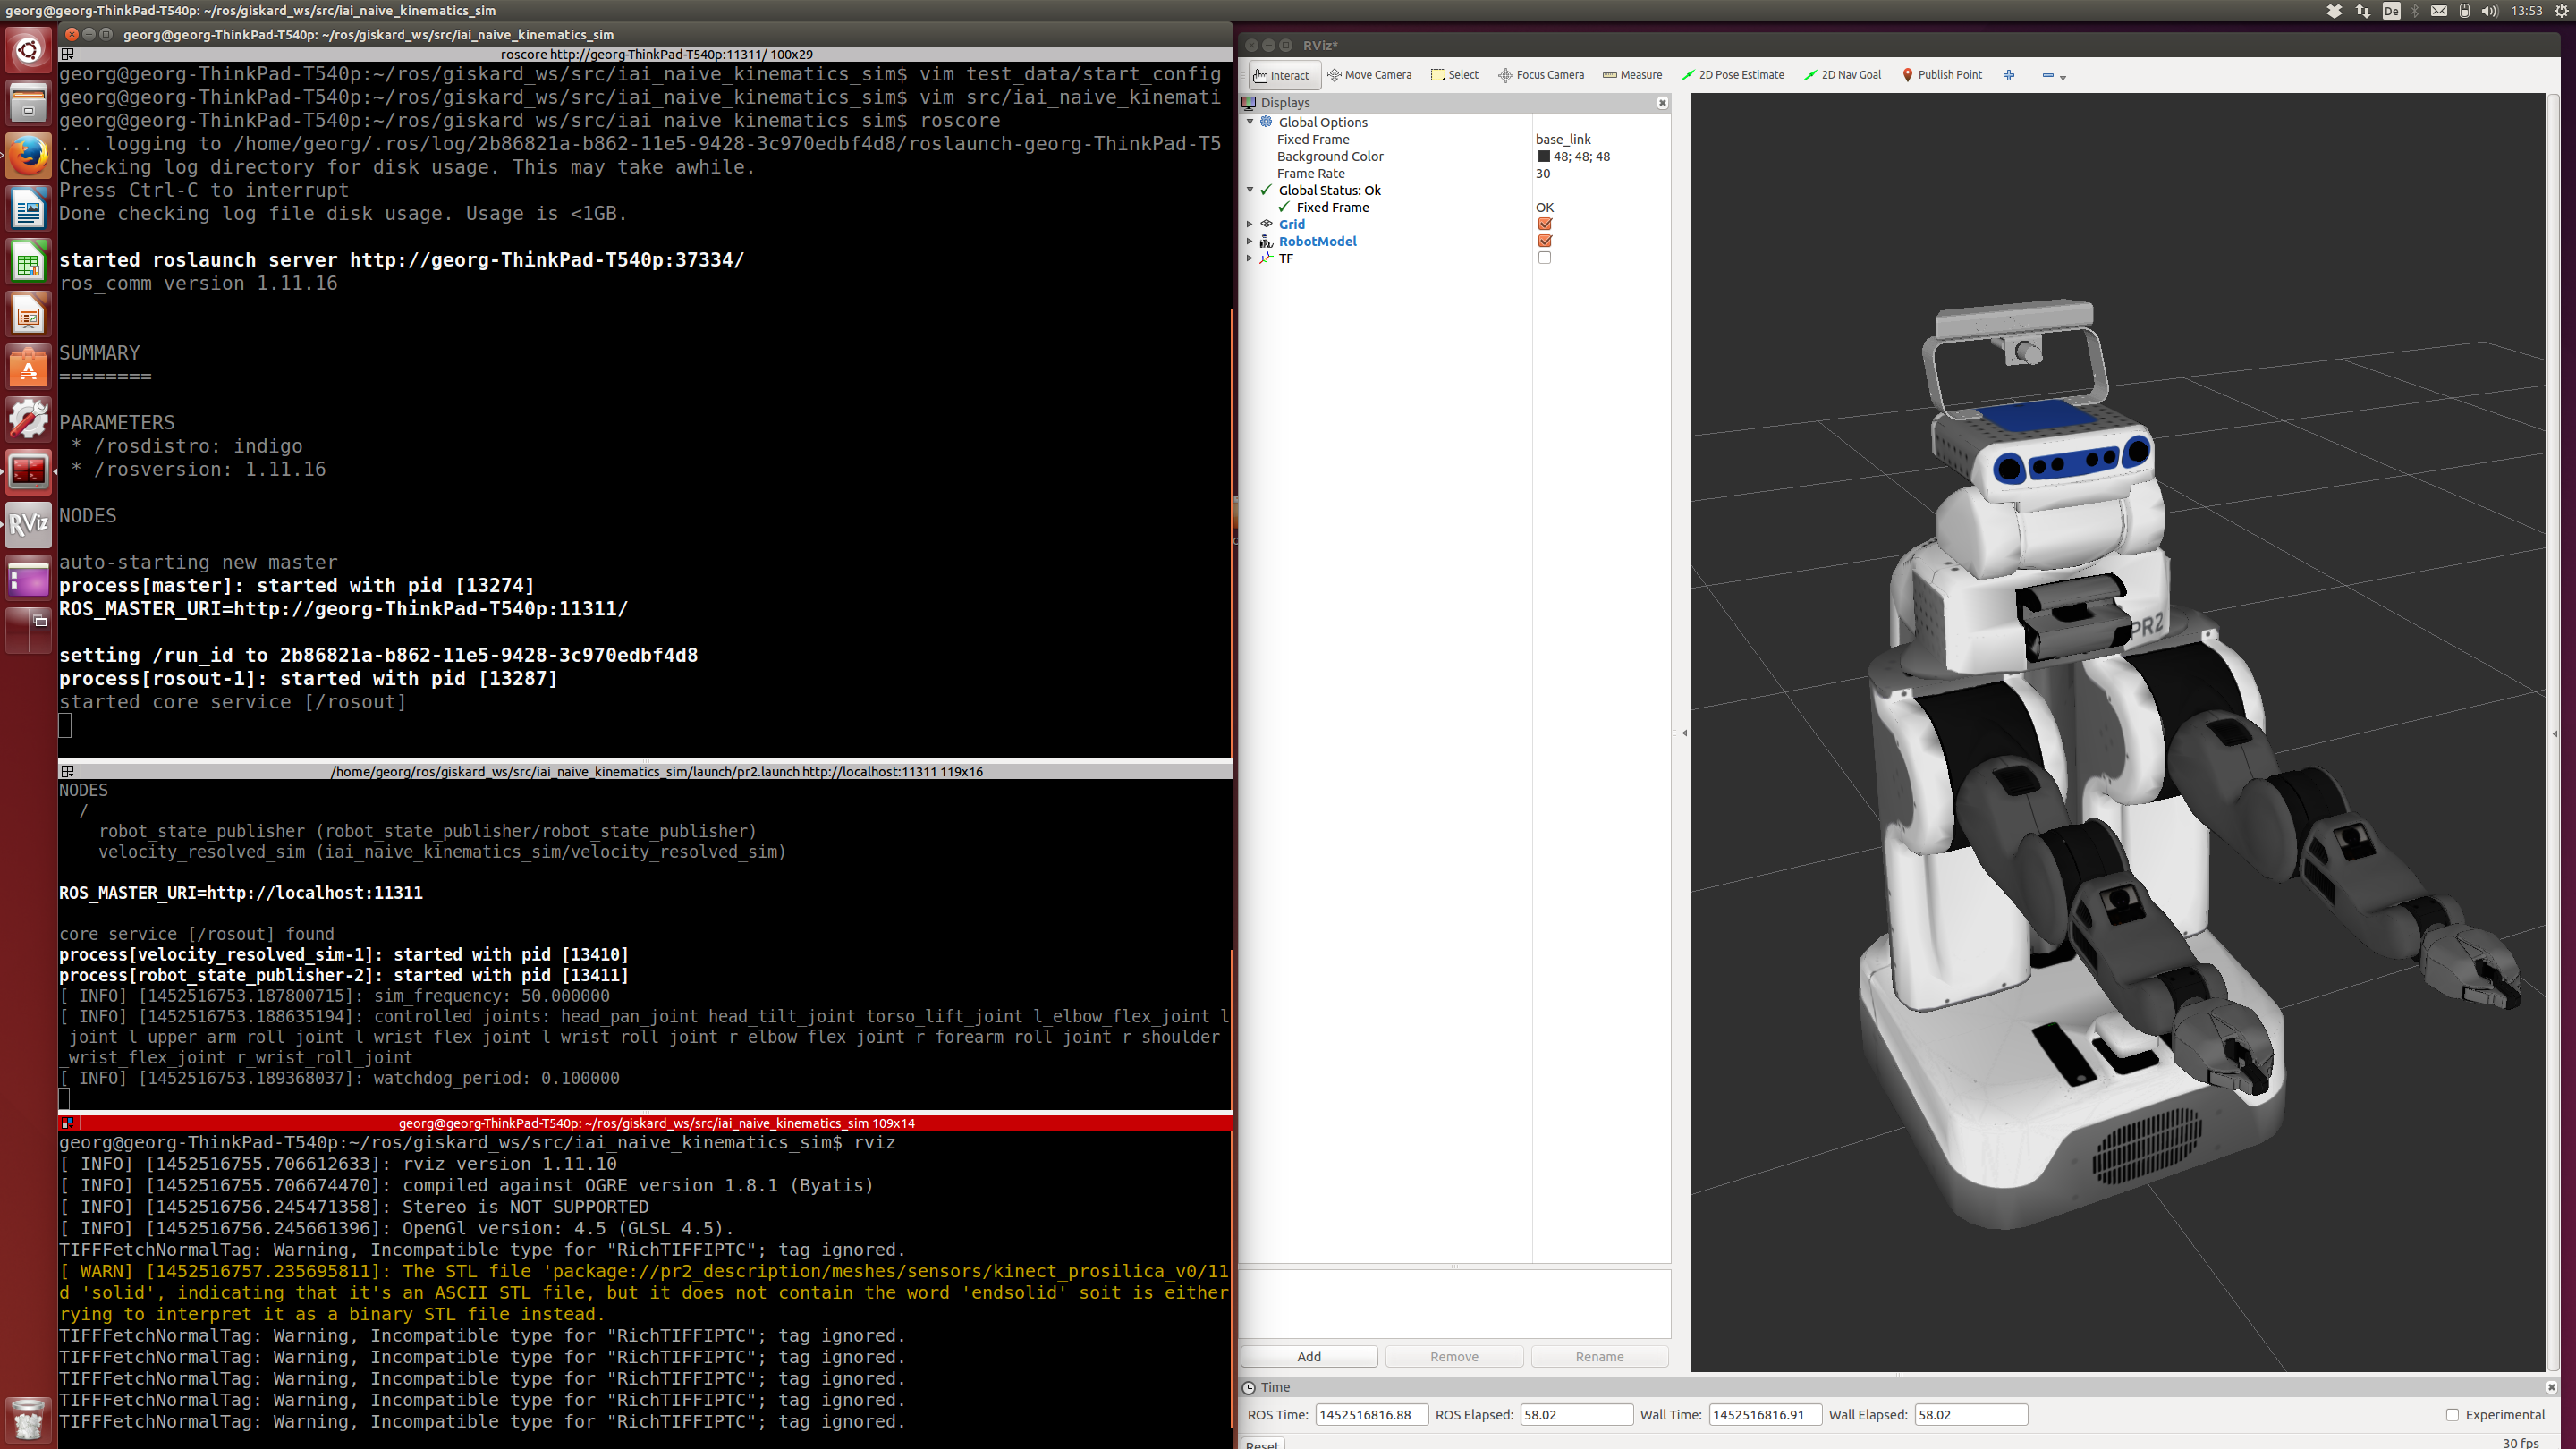 georg@georg-ThinkPad-T540p: ~/ros/giskard_ws/src/iai_naive_kinematics_sim
De
13:53
georg@georg-ThinkPad-T540p: ~/ros/giskard_ws/src/iai_naive_kinematics_sim
roscore http://georg-ThinkPad-T540p:11311/ 100x29
georg@georg-ThinkPad-T540p:~/ros/giskard_ws/src/iai_naive_kinematics_sim$ vim test_data/start_config
georg@georg-ThinkPad-T540p:~/ros/giskard_ws/src/iai_naive_kinematics_sim$ vim src/iai_naive_kinemati
georg@georg-ThinkPad-T540p:~/ros/giskard_ws/src/iai_naive_kinematics_sim$ roscore
... logging to /home/georg/.ros/log/2b86821a-b862-11e5-9428-3c970edbf4d8/roslaunch-georg-ThinkPad-T5
Checking log directory for disk usage. This may take awhile.
Press Ctrl-C to interrupt
Done checking log file disk usage. Usage is <1GB.
started roslaunch server http://georg-ThinkPad-T540p:37334/
ros_comm version 1.11.16
SUMMARY
========
PARAMETERS
* /rosdistro: indigo
* /rosversion: 1.11.16
NODES
auto-starting new master
process[master]: started with pid [13274]
ROS_MASTER_URI=http://georg-ThinkPad-T540p:11311/
setting /run_id to 2b86821a-b862-11e5-9428-3c970edbf4d8
process[rosout-1]: started with pid [13287]
started core service [/rosout]
/home/georg/ros/giskard_ws/src/iai_naive_kinematics_sim/launch/pr2.launch http://localhost:11311 119x16
NODES
/
robot_state_publisher (robot_state_publisher/robot_state_publisher)
velocity_resolved_sim (iai_naive_kinematics_sim/velocity_resolved_sim)
ROS_MASTER_URI=http://localhost:11311
core service [/rosout] found
process[velocity_resolved_sim-1]: started with pid [13410]
process[robot_state_publisher-2]: started with pid [13411]
[ INFO] [1452516753.187800715]: sim_frequency: 50.000000
[ INFO] [1452516753.188635194]: controlled joints: head_pan_joint head_tilt_joint torso_lift_joint l_elbow_flex_joint l
_joint l_upper_arm_roll_joint l_wrist_flex_joint l_wrist_roll_joint r_elbow_flex_joint r_forearm_roll_joint r_shoulder_
_wrist_flex_joint r_wrist_roll_joint
[ INFO] [1452516753.189368037]: watchdog_period: 0.100000
georg@georg-ThinkPad-T540p: ~/ros/giskard_ws/src/iai_naive_kinematics_sim 109x14
georg@georg-ThinkPad-T540p:~/ros/giskard_ws/src/iai_naive_kinematics_sim$ rviz
[ INFO] [1452516755.706612633]: rviz version 1.11.10
[ INFO] [1452516755.706674470]: compiled against OGRE version 1.8.1 (Byatis)
[ INFO] [1452516756.245471358]: Stereo is NOT SUPPORTED
[ INFO] [1452516756.245661396]: OpenGl version: 4.5 (GLSL 4.5).
TIFFFetchNormalTag: Warning, Incompatible type for "RichTIFFIPTC"; tag ignored.
[ WARN] [1452516757.235695811]: The STL file 'package://pr2_description/meshes/sensors/kinect_prosilica_v0/11
d 'solid', indicating that it's an ASCII STL file, but it does not contain the word 'endsolid' soit is either
rying to interpret it as a binary STL file instead.
TIFFFetchNormalTag: Warning, Incompatible type for "RichTIFFIPTC"; tag ignored.
TIFFFetchNormalTag: Warning, Incompatible type for "RichTIFFIPTC"; tag ignored.
TIFFFetchNormalTag: Warning, Incompatible type for "RichTIFFIPTC"; tag ignored.
TIFFFetchNormalTag: Warning, Incompatible type for "RichTIFFIPTC"; tag ignored.
TIFFFetchNormalTag: Warning, Incompatible type for "RichTIFFIPTC"; tag ignored.
RViz
RViz*
Interact Move Camera Select Focus Camera Measure 2D Pose Estimate 2D Nav Goal Publish Point
Displays
Global Options
Fixed Frame base_link
Background Color 48; 48; 48
Frame Rate 30
Global Status: Ok
Fixed Frame OK
Grid
RobotModel
TF
PR2
Add Remove Rename
Time
ROS Time: 1452516816.88 ROS Elapsed: 58.02 Wall Time: 1452516816.91 Wall Elapsed: 58.02 Experimental
Reset 30 fps